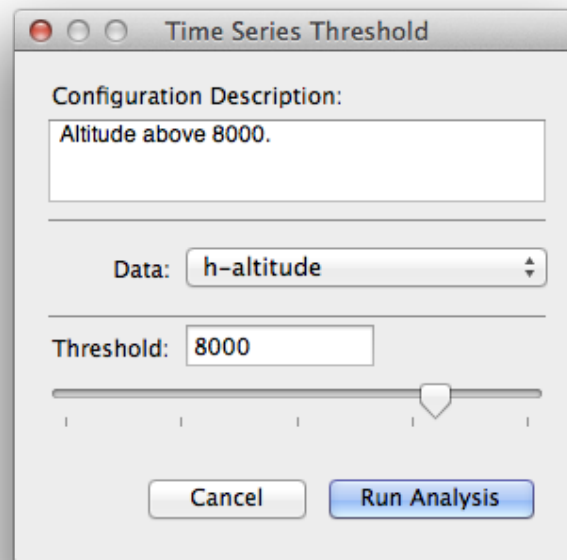 Time Series Threshold
Configuration Description:
Altitude above 8000.
Data: h-altitude
Threshold: 8000
Cancel Run Analysis